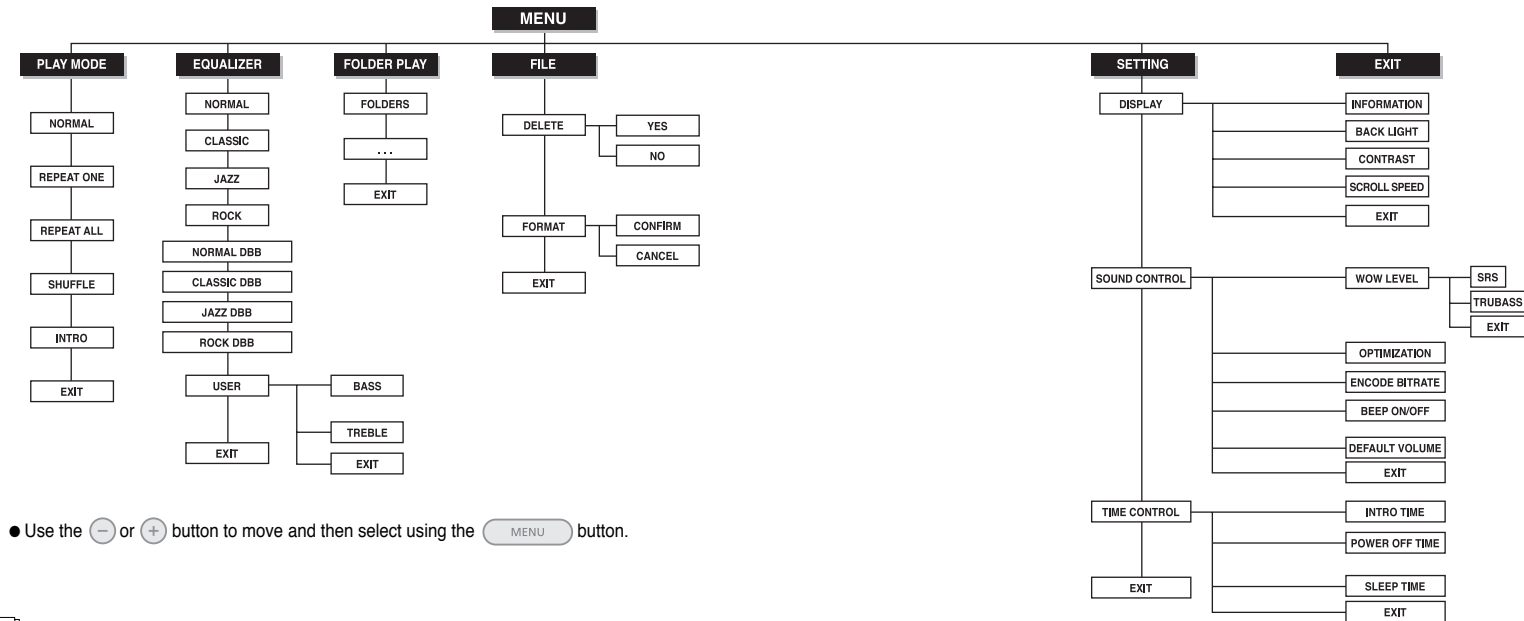 MENU
PLAY MODE
NORMAL
REPEAT ONE
REPEAT ALL
SHUFFLE
INTRO
EXIT
EQUALIZER
NORMAL
CLASSIC
JAZZ
ROCK
NORMAL DBB
CLASSIC DBB
JAZZ DBB
ROCK DBB
USER
BASS
TREBLE
EXIT
EXIT
FOLDER PLAY
FOLDERS
...
EXIT
FILE
DELETE
YES
NO
FORMAT
CONFIRM
CANCEL
EXIT
SETTING
DISPLAY
INFORMATION
BACK LIGHT
CONTRAST
SCROLL SPEED
EXIT
SOUND CONTROL
WOW LEVEL
SRS
TRUBASS
EXIT
OPTIMIZATION
ENCODE BITRATE
BEEP ON/OFF
DEFAULT VOLUME
EXIT
TIME CONTROL
INTRO TIME
POWER OFF TIME
SLEEP TIME
EXIT
EXIT
EXIT
● Use the − or + button to move and then select using the MENU button.